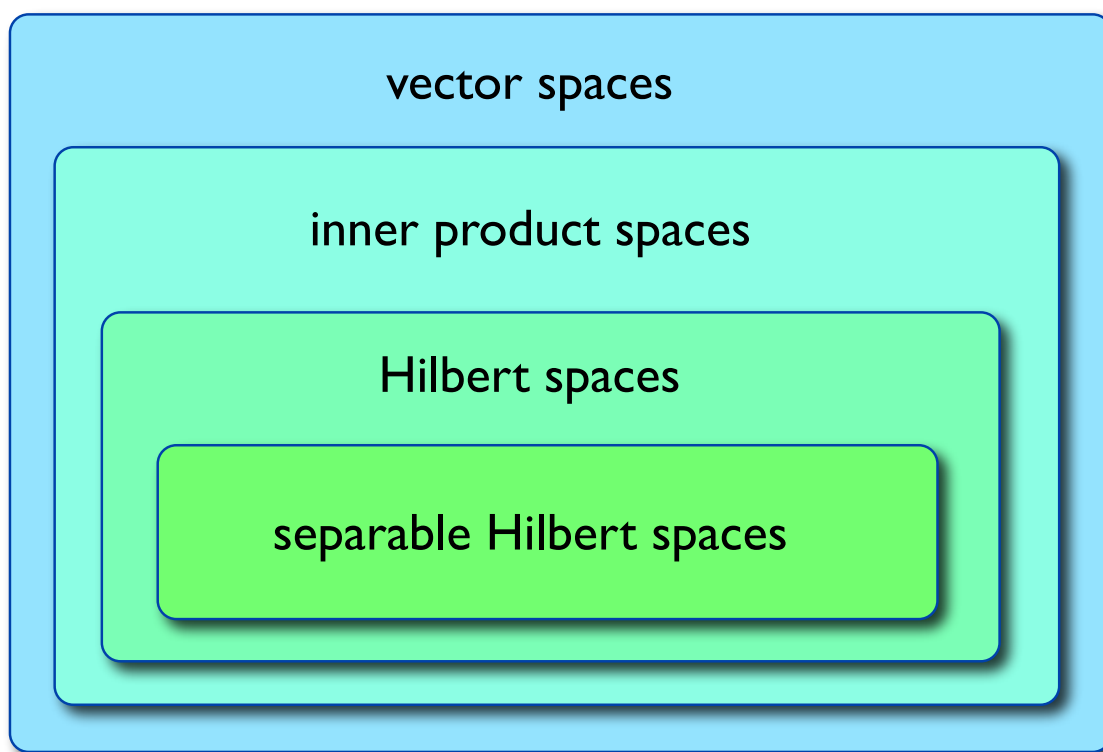 vector spaces
inner product spaces
Hilbert spaces
separable Hilbert spaces